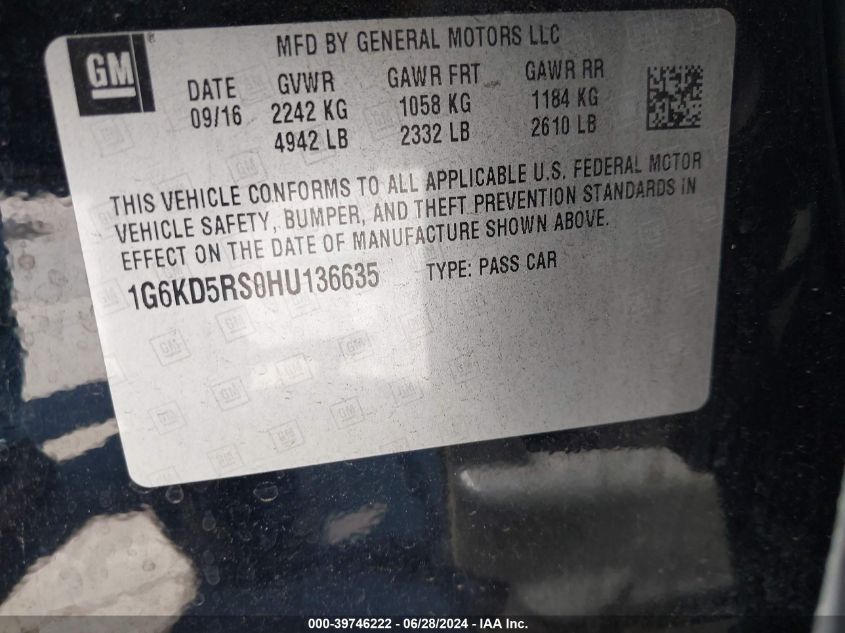 GM
MFD BY GENERAL MOTORS LLC
DATE GVWR GAWR FRT GAWR RR
09/16 2242 KG 1058 KG 1184 KG
4942 LB 2332 LB 2610 LB
THIS VEHICLE CONFORMS TO ALL APPLICABLE U.S. FEDERAL MOTOR
VEHICLE SAFETY, BUMPER, AND THEFT PREVENTION STANDARDS IN
EFFECT ON THE DATE OF MANUFACTURE SHOWN ABOVE.
1G6KD5RS0HU136635 TYPE: PASS CAR
000-39746222 - 06/28/2024 - IAA Inc.